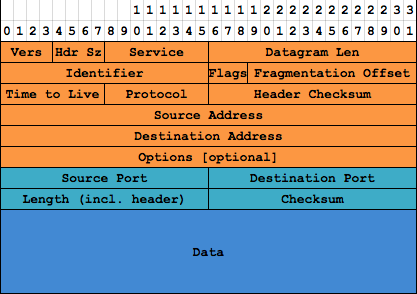 1 1 1 1 1 1 1 1 1 1 2 2 2 2 2 2 2 2 2 2 3 3
0 1 2 3 4 5 6 7 8 9 0 1 2 3 4 5 6 7 8 9 0 1 2 3 4 5 6 7 8 9 0 1
Vers Hdr Sz Service Datagram Len
Identifier Flags Fragmentation Offset
Time to Live Protocol Header Checksum
Source Address
Destination Address
Options [optional]
Source Port Destination Port
Length (incl. header) Checksum
Data